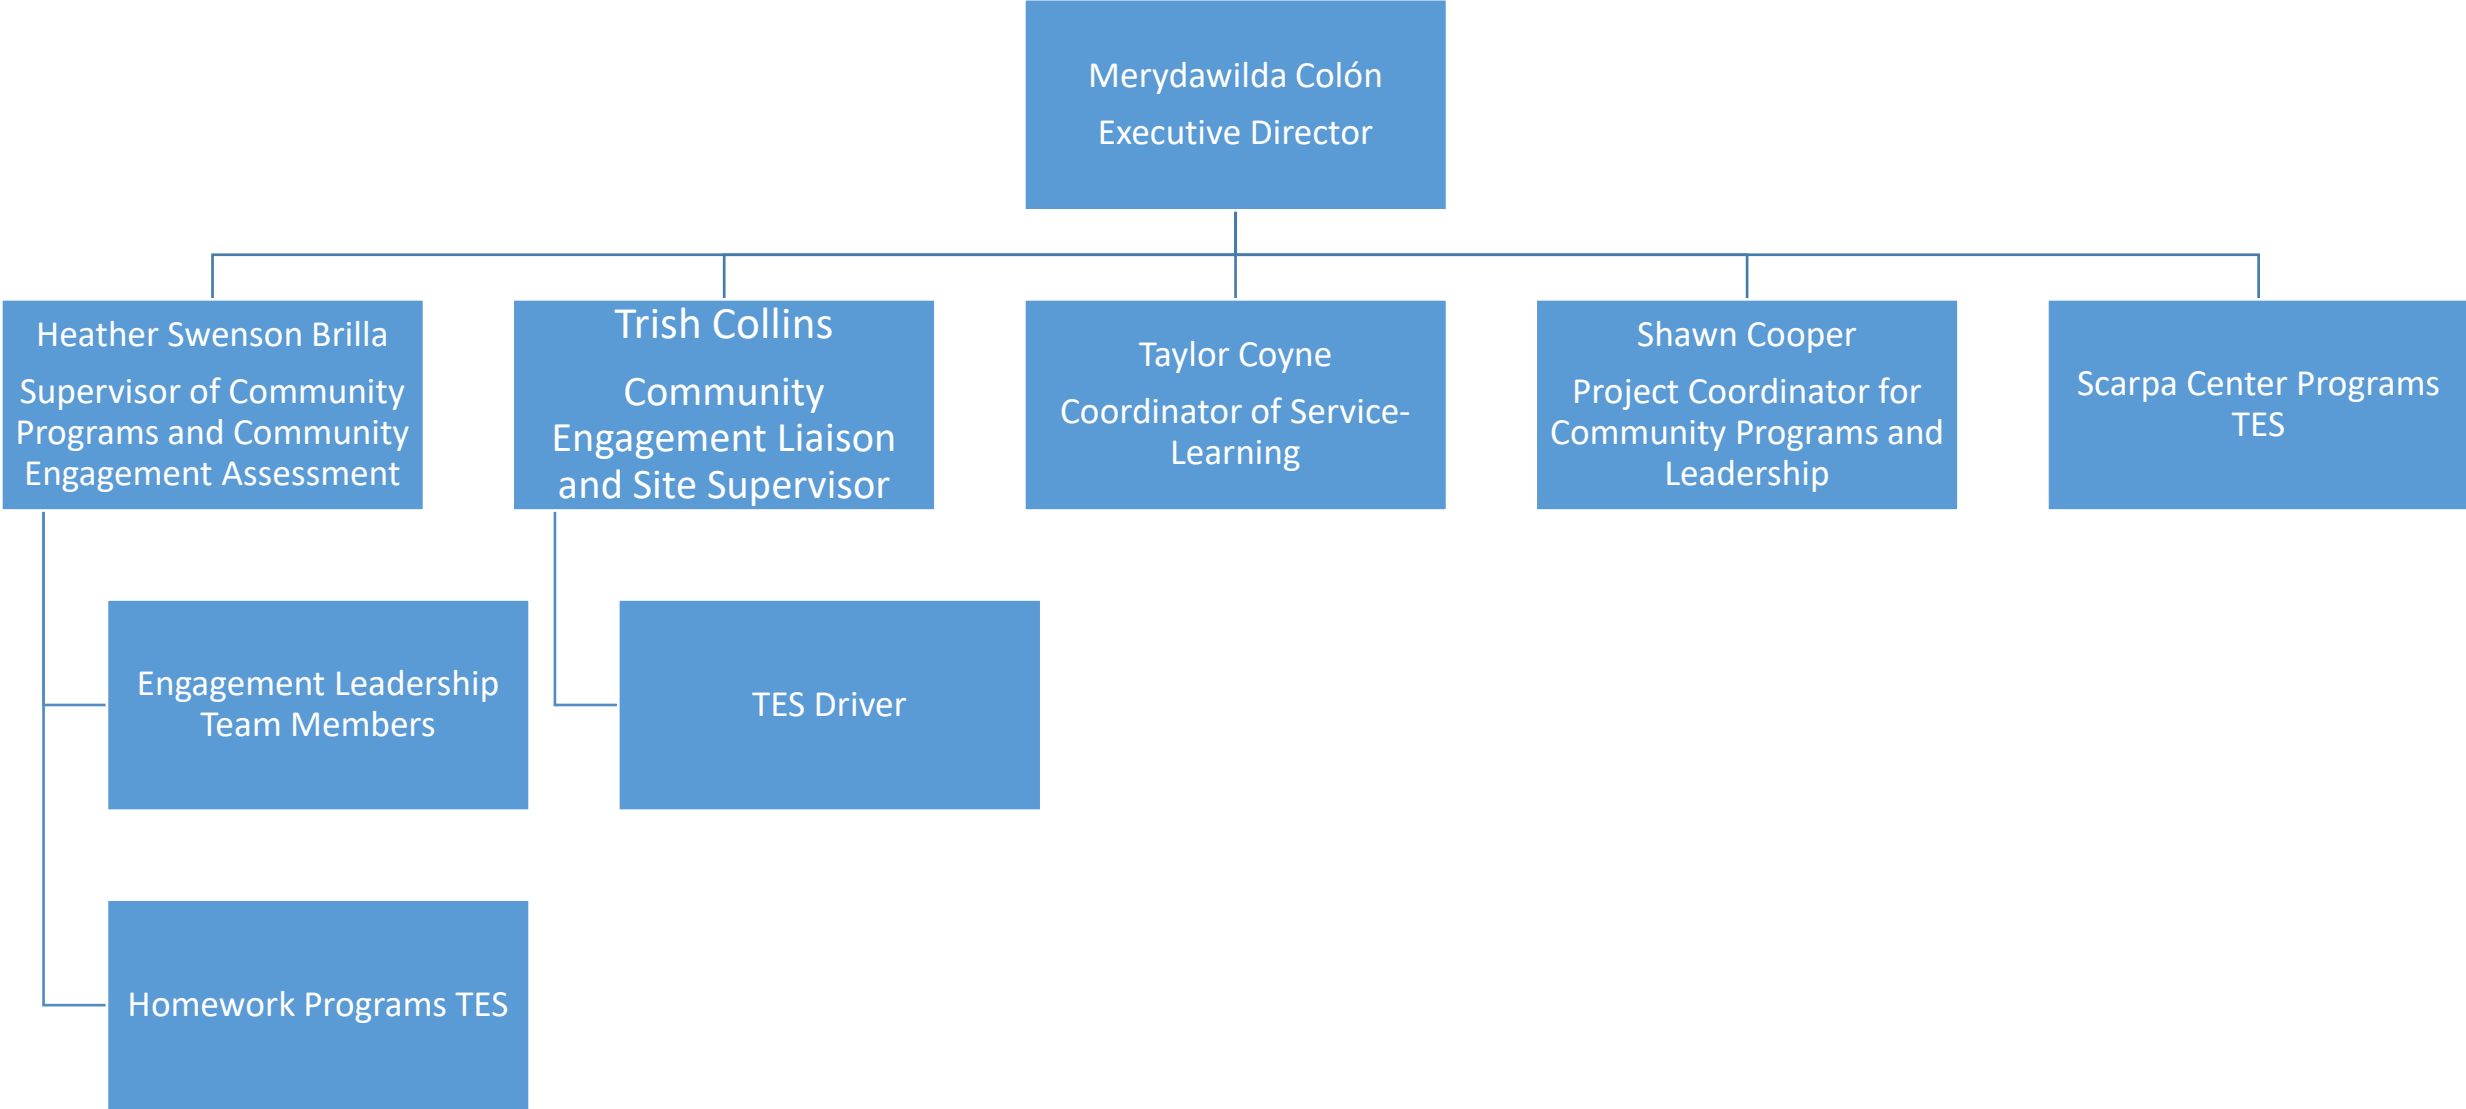 Merydawilda Colón
Executive Director
Heather Swenson Brilla
Supervisor of Community
Programs and Community
Engagement Assessment
Trish Collins
Community
Engagement Liaison
and Site Supervisor
Taylor Coyne
Coordinator of Service-
Learning
Shawn Cooper
Project Coordinator for
Community Programs and
Leadership
Scarpa Center Programs
TES
Engagement Leadership
Team Members
TES Driver
Homework Programs TES